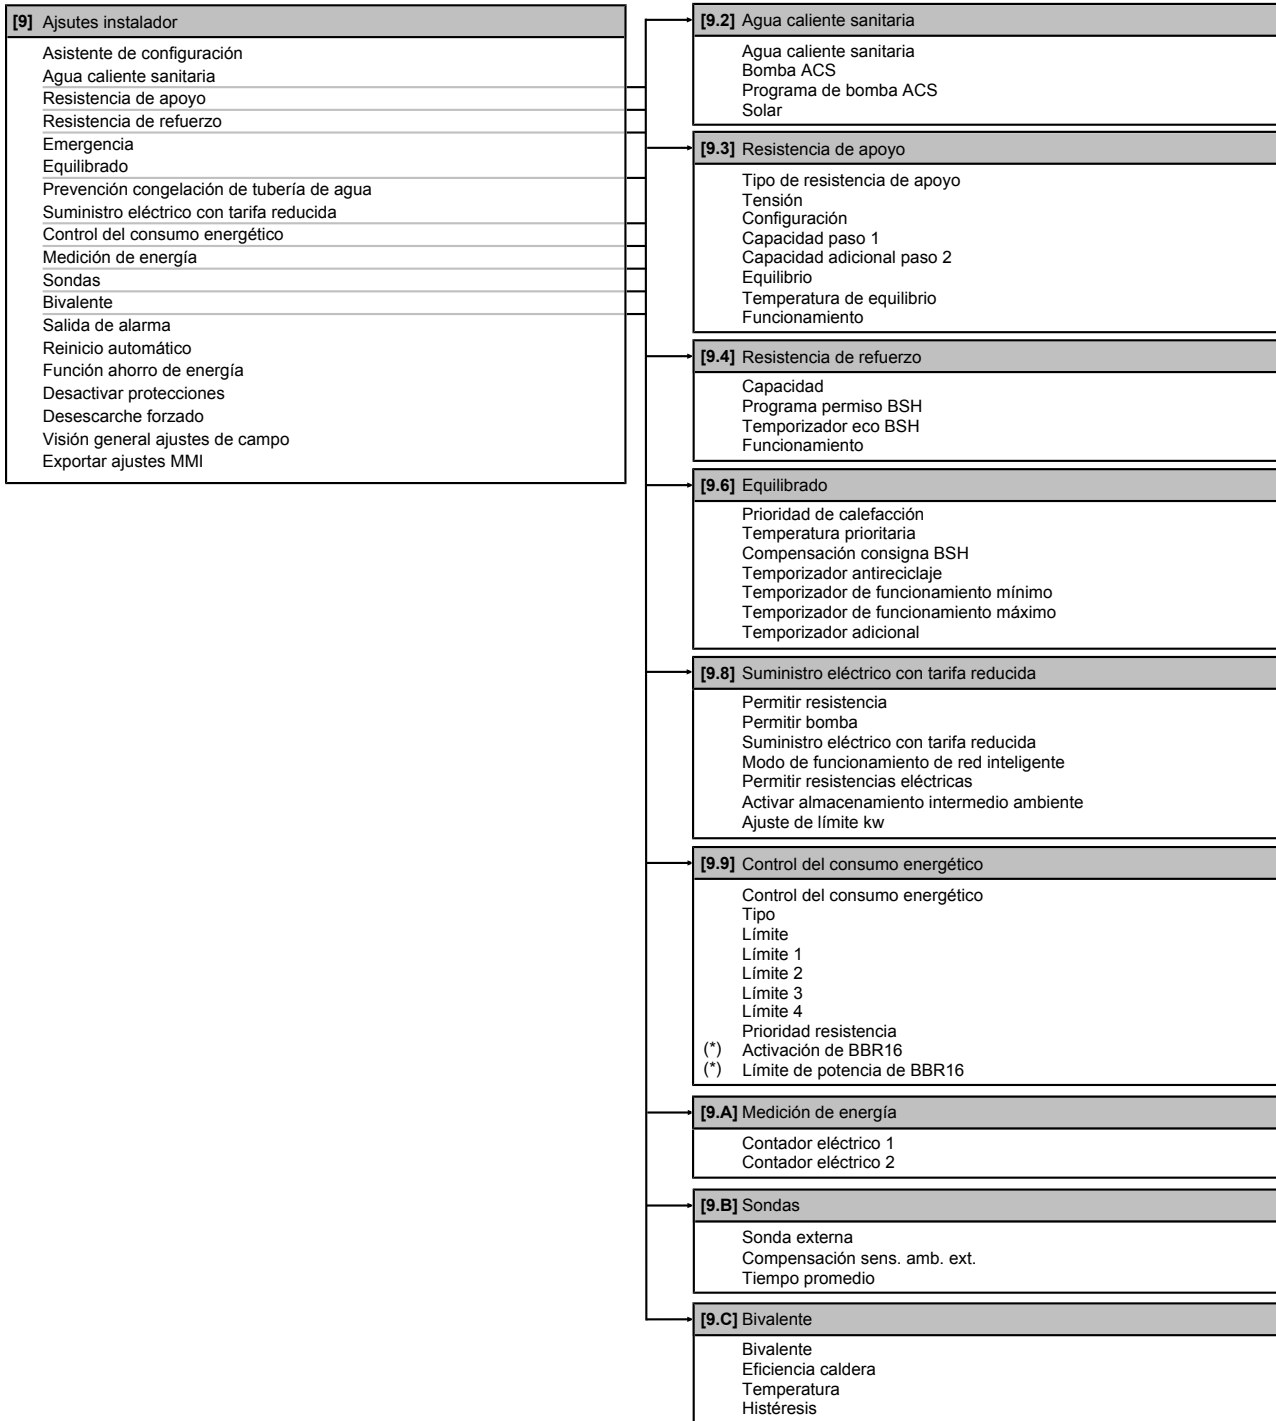 [9] Ajsutes instalador
Asistente de configuración
Agua caliente sanitaria
Resistencia de apoyo
Resistencia de refuerzo
Emergencia
Equilibrado
Prevención congelación de tubería de agua
Suministro eléctrico con tarifa reducida
Control del consumo energético
Medición de energía
Sondas
Bivalente
Salida de alarma
Reinicio automático
Función ahorro de energía
Desactivar protecciones
Desescarche forzado
Visión general ajustes de campo
Exportar ajustes MMI
[9.2] Agua caliente sanitaria
Agua caliente sanitaria
Bomba ACS
Programa de bomba ACS
Solar
[9.3] Resistencia de apoyo
Tipo de resistencia de apoyo
Tensión
Configuración
Capacidad paso 1
Capacidad adicional paso 2
Equilibrio
Temperatura de equilibrio
Funcionamiento
[9.4] Resistencia de refuerzo
Capacidad
Programa permiso BSH
Temporizador eco BSH
Funcionamiento
[9.6] Equilibrado
Prioridad de calefacción
Temperatura prioritaria
Compensación consigna BSH
Temporizador antireciclaje
Temporizador de funcionamiento mínimo
Temporizador de funcionamiento máximo
Temporizador adicional
[9.8] Suministro eléctrico con tarifa reducida
Permitir resistencia
Permitir bomba
Suministro eléctrico con tarifa reducida
Modo de funcionamiento de red inteligente
Permitir resistencias eléctricas
Activar almacenamiento intermedio ambiente
Ajuste de límite kw
[9.9] Control del consumo energético
Control del consumo energético
Tipo
Límite
Límite 1
Límite 2
Límite 3
Límite 4
Prioridad resistencia
(*) Activación de BBR16
(*) Límite de potencia de BBR16
[9.A] Medición de energía
Contador eléctrico 1
Contador eléctrico 2
[9.B] Sondas
Sonda externa
Compensación sens. amb. ext.
Tiempo promedio
[9.C] Bivalente
Bivalente
Eficiencia caldera
Temperatura
Histéresis